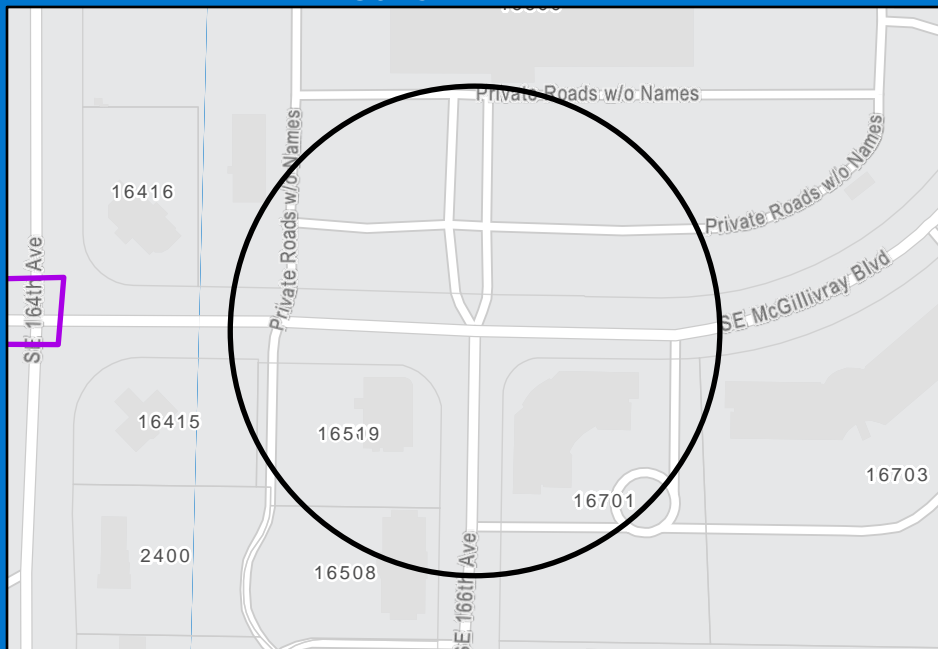 Private Roads w/o Names
Private Roads w/o Names
Private Roads w/o Names
16416
SE 164th Ave
SE McGillivray Blvd
16415
16519
16703
16701
2400
16508
SE 166th Ave